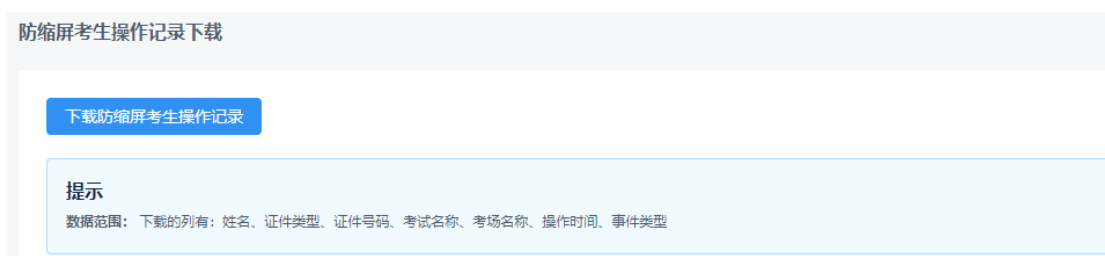 防缩屏考生操作记录下载
下载防缩屏考生操作记录
提示
数据范围： 下载的列有：姓名、证件类型、证件号码、考试名称、考场名称、操作时间、事件类型